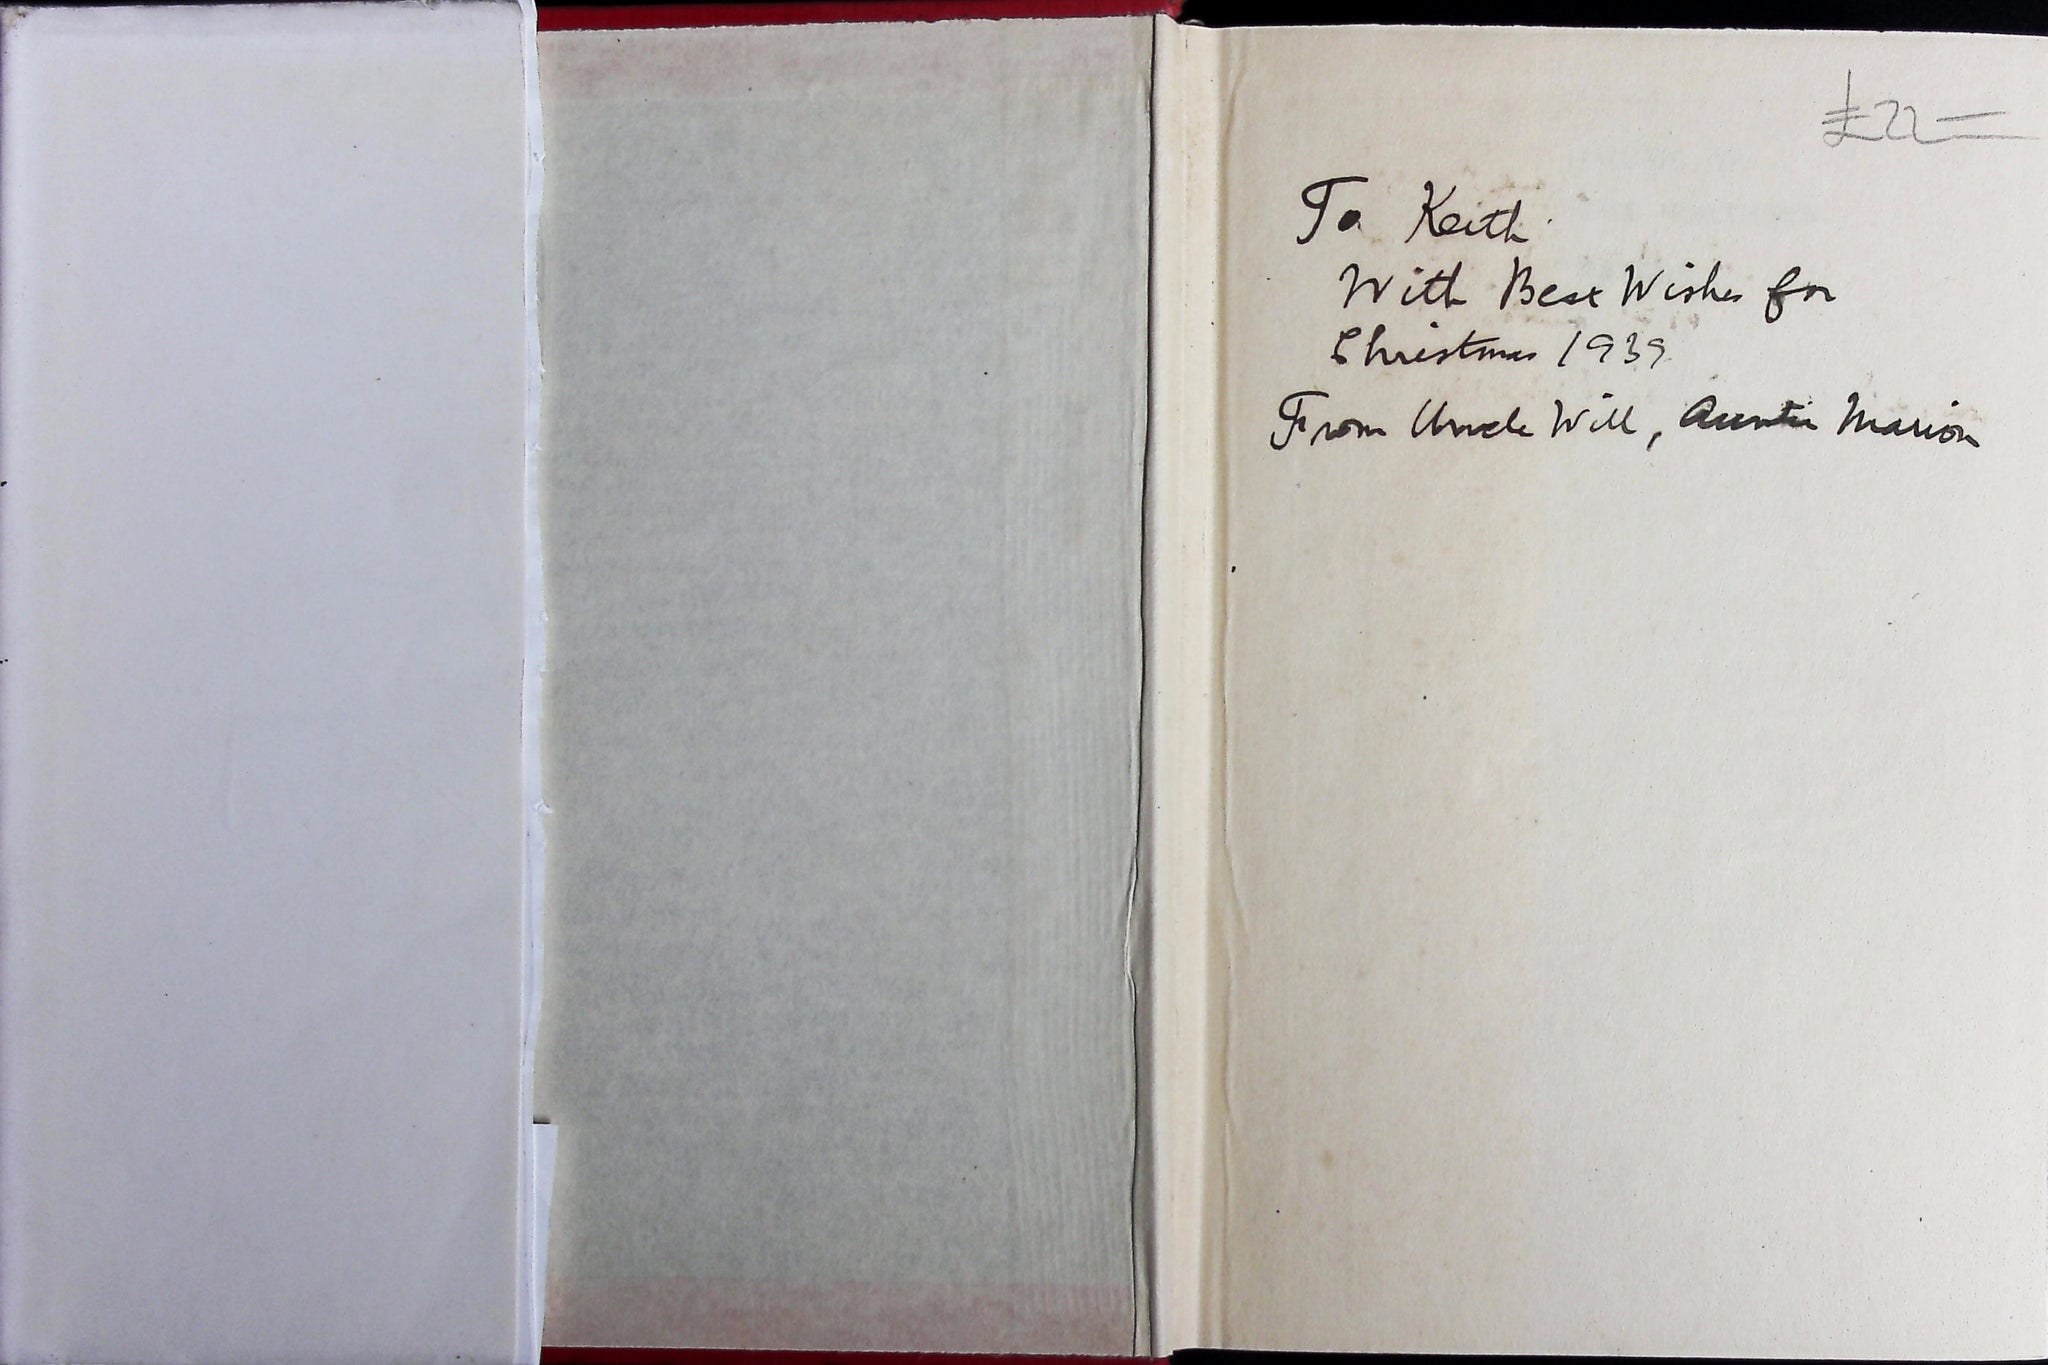 £22—
To Keith
With Best Wishes for
Christmas 1939
From Uncle Will, Auntie Marion